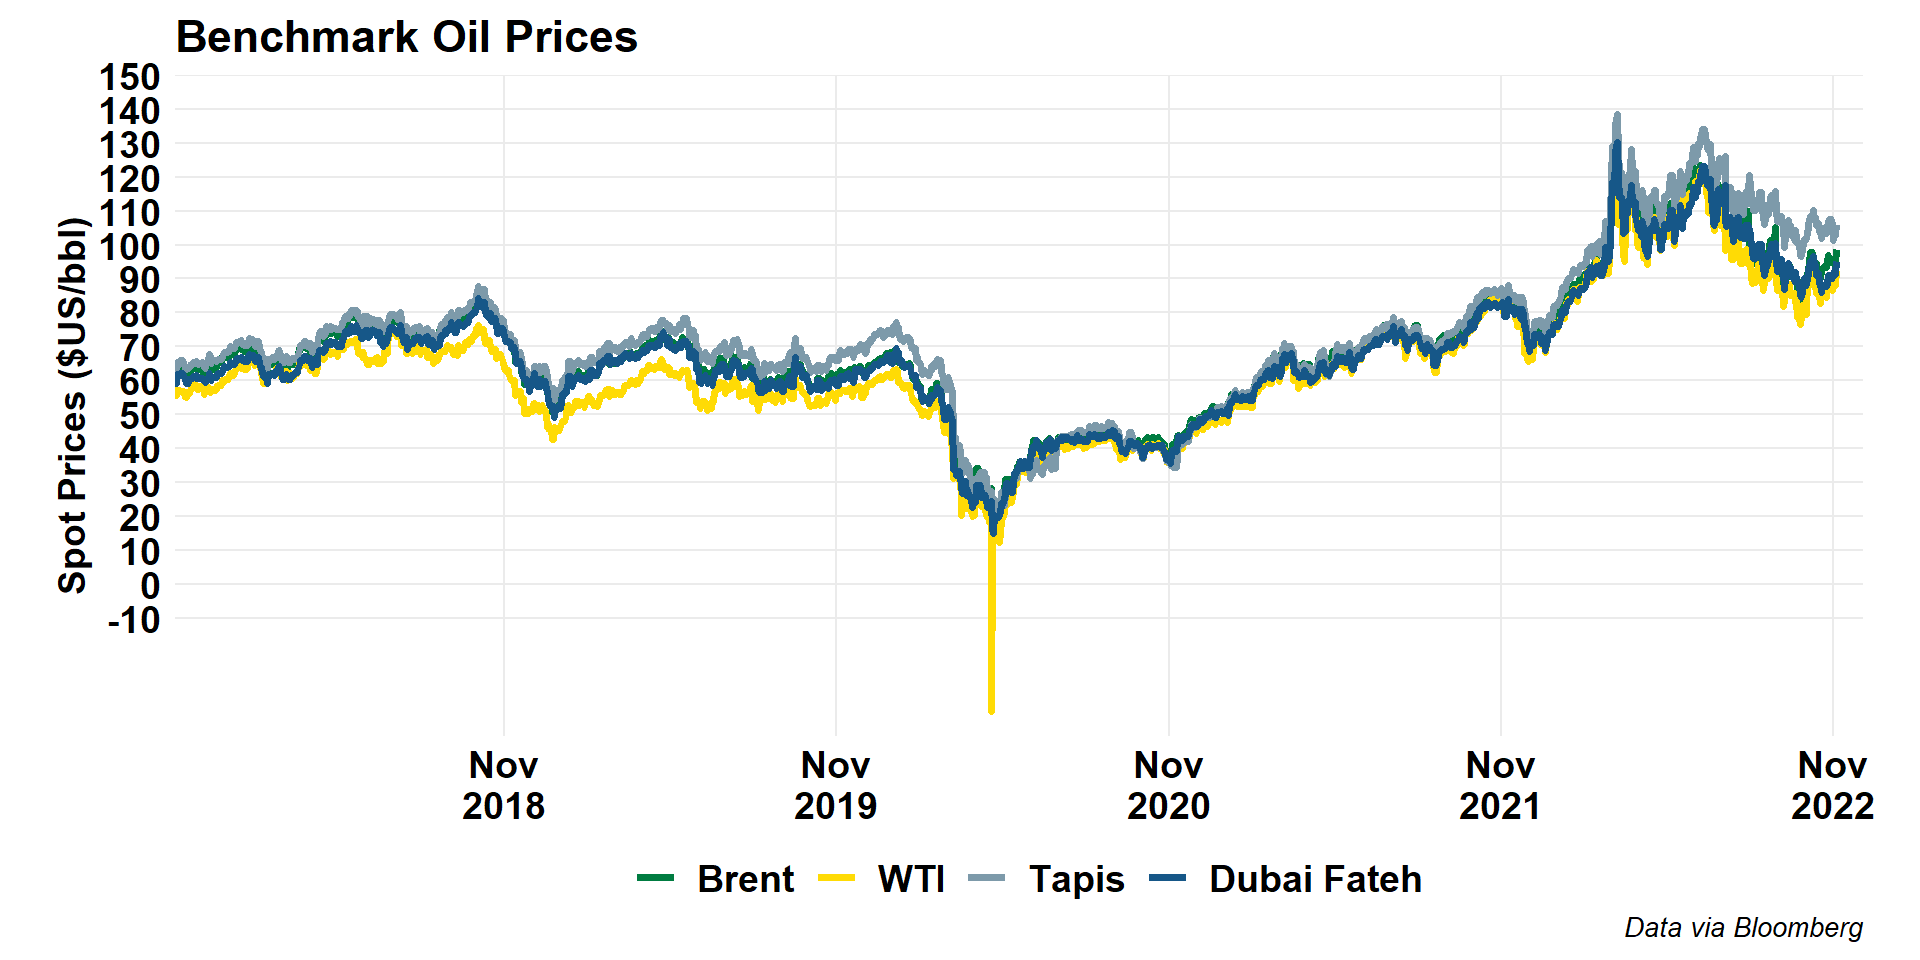 Benchmark Oil Prices
Spot Prices ($US/bbl)
150
140
130
120
110
100
90
80
70
60
50
40
30
20
10
0
-10
Nov 2018
Nov 2019
Nov 2020
Nov 2021
Nov 2022
Brent WTI Tapis Dubai Fateh
Data via Bloomberg